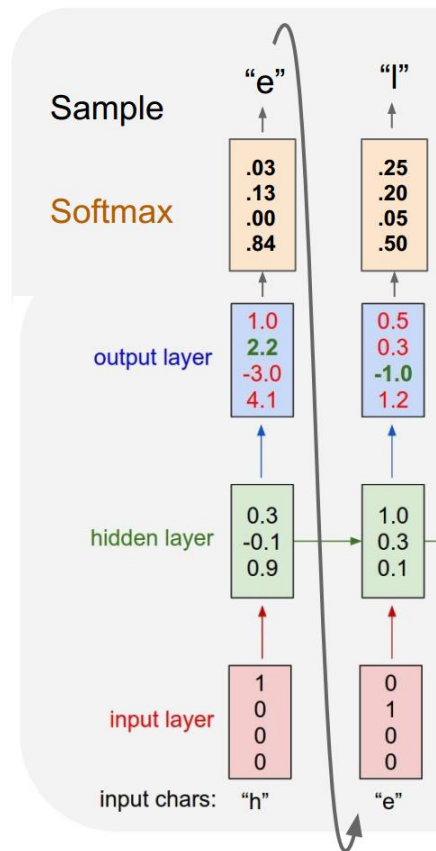 “e” “l”
Sample
.03 .25
.13 .20
Softmax .00 .05
.84 .50
1.0 0.5
2.2 0.3
output layer -3.0 -1.0
4.1 1.2
0.3 1.0
hidden layer -0.1 0.3
0.9 0.1
1 0
0 1
input layer 0 0
0 0
input chars: “h” “e”